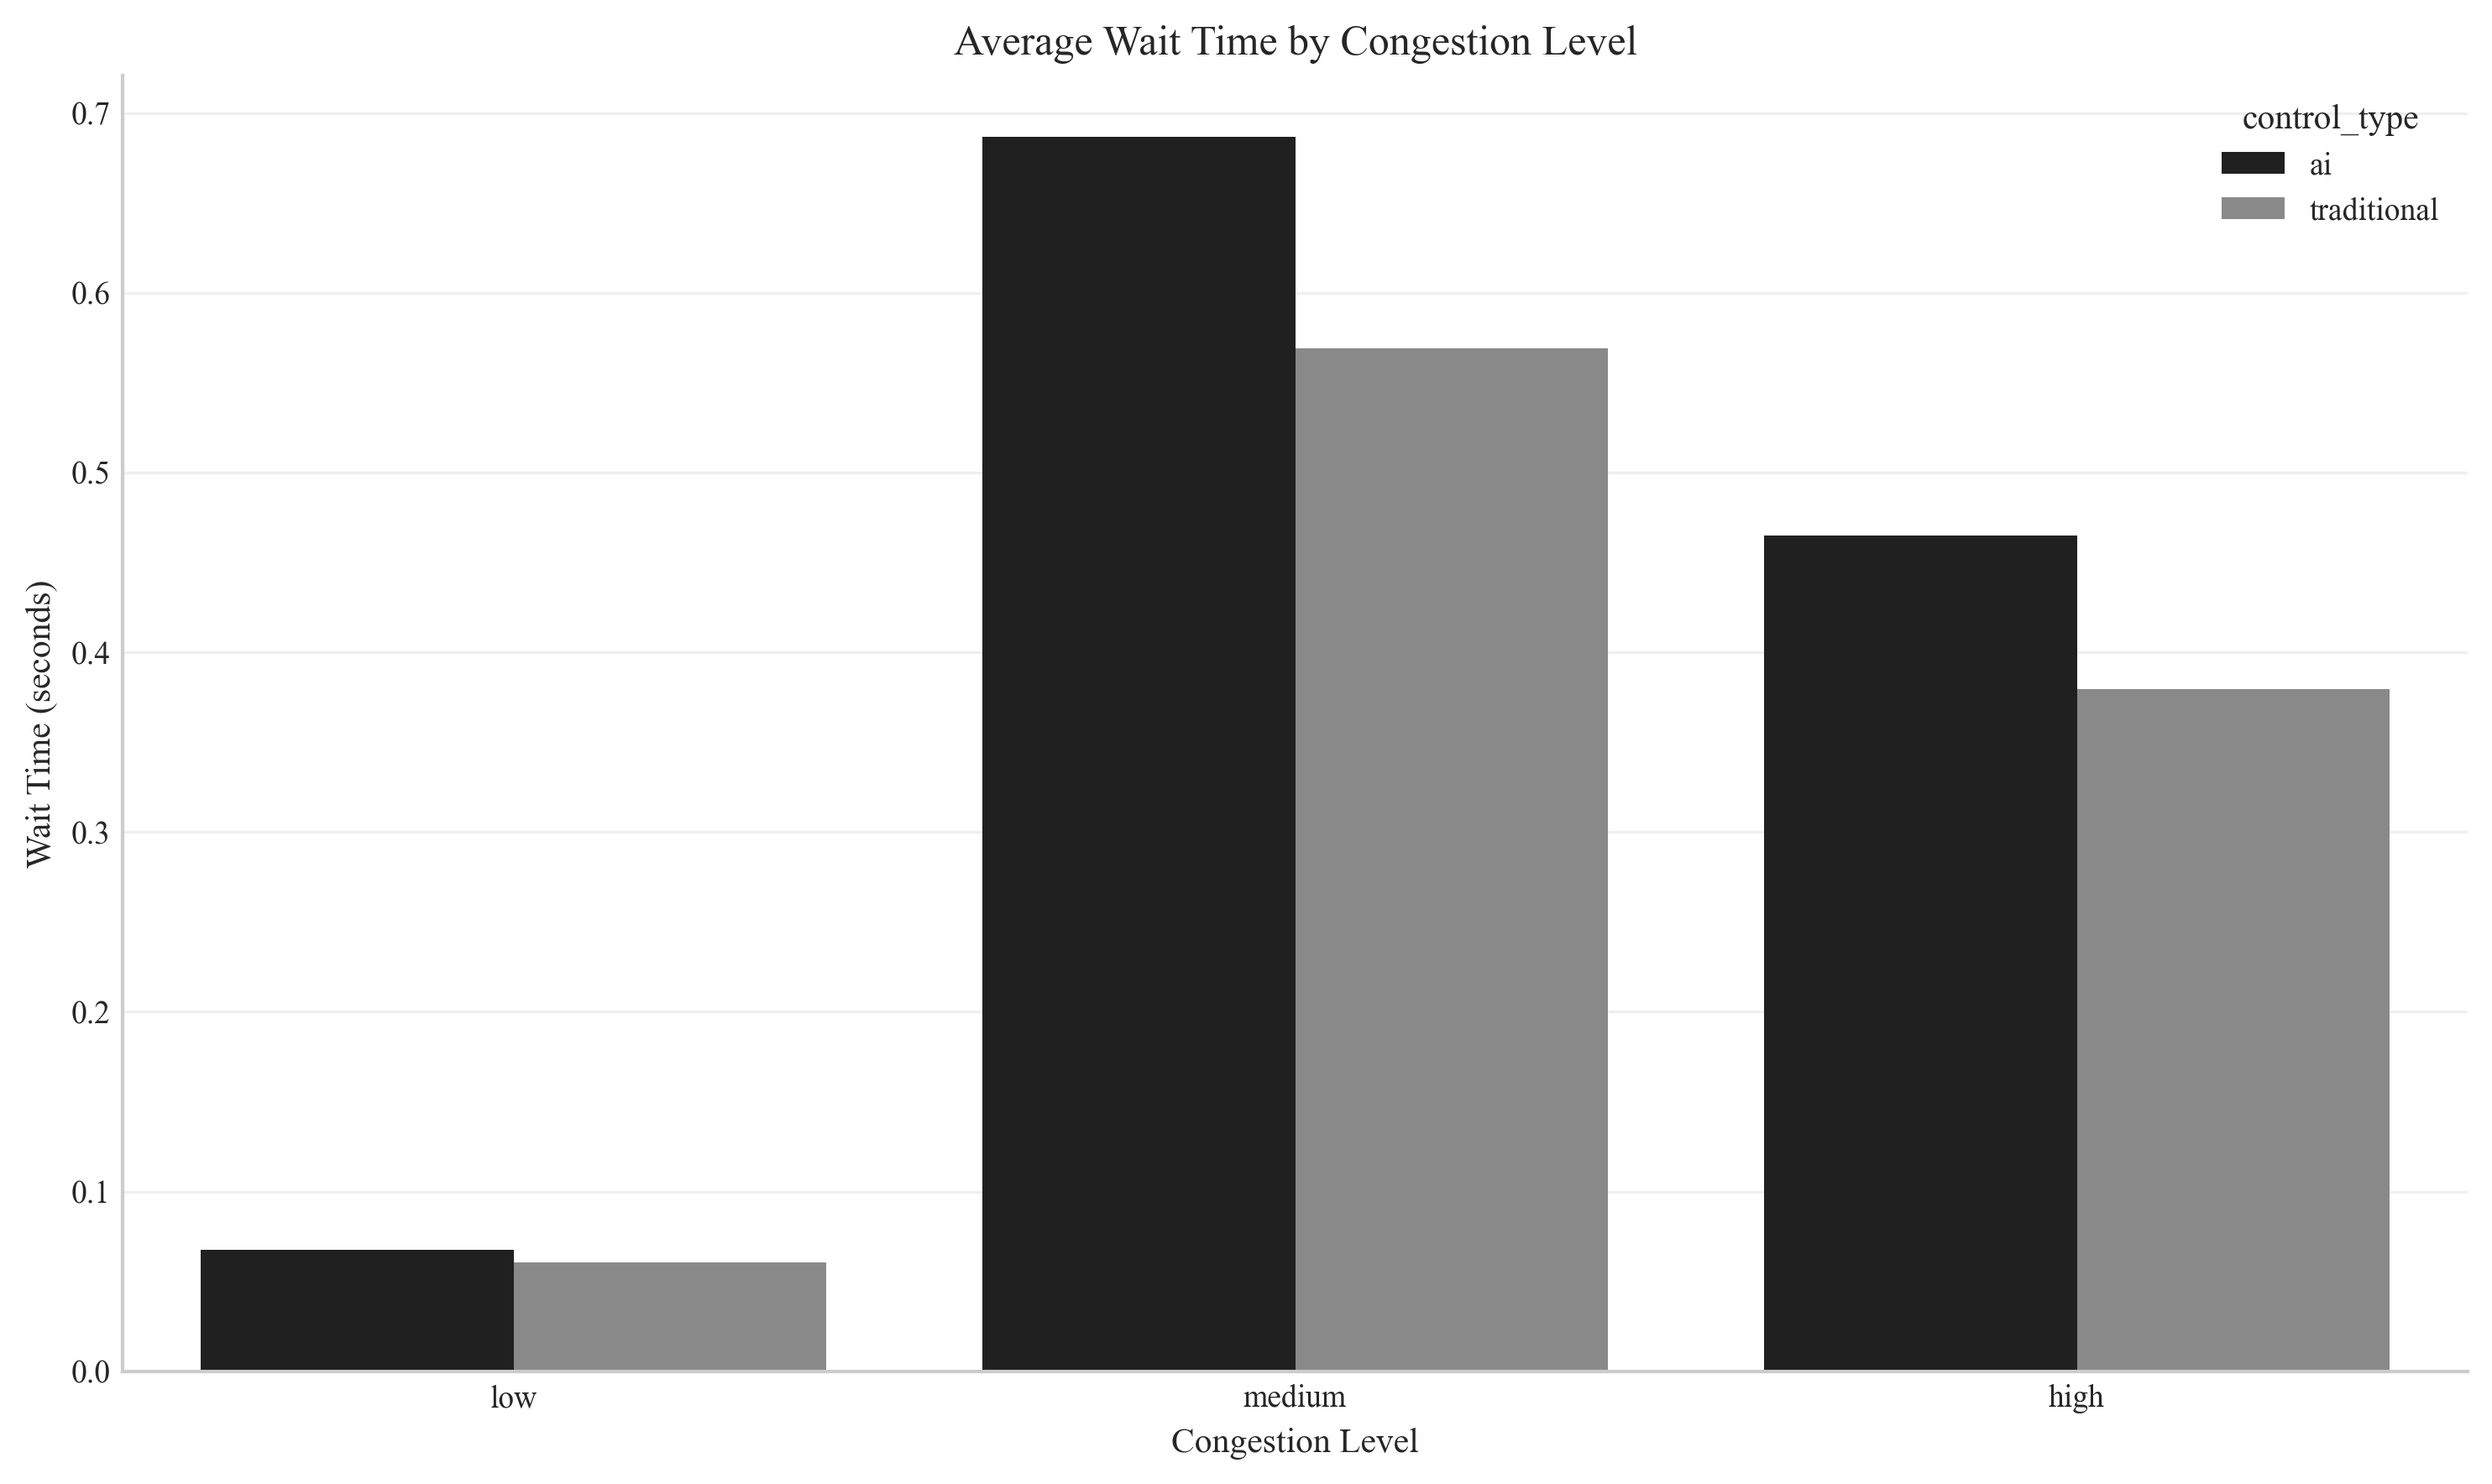 Average Wait Time by Congestion Level
control_type
ai
traditional
Wait Time (seconds)
0.7
0.6
0.5
0.4
0.3
0.2
0.1
0.0
low
medium
high
Congestion Level